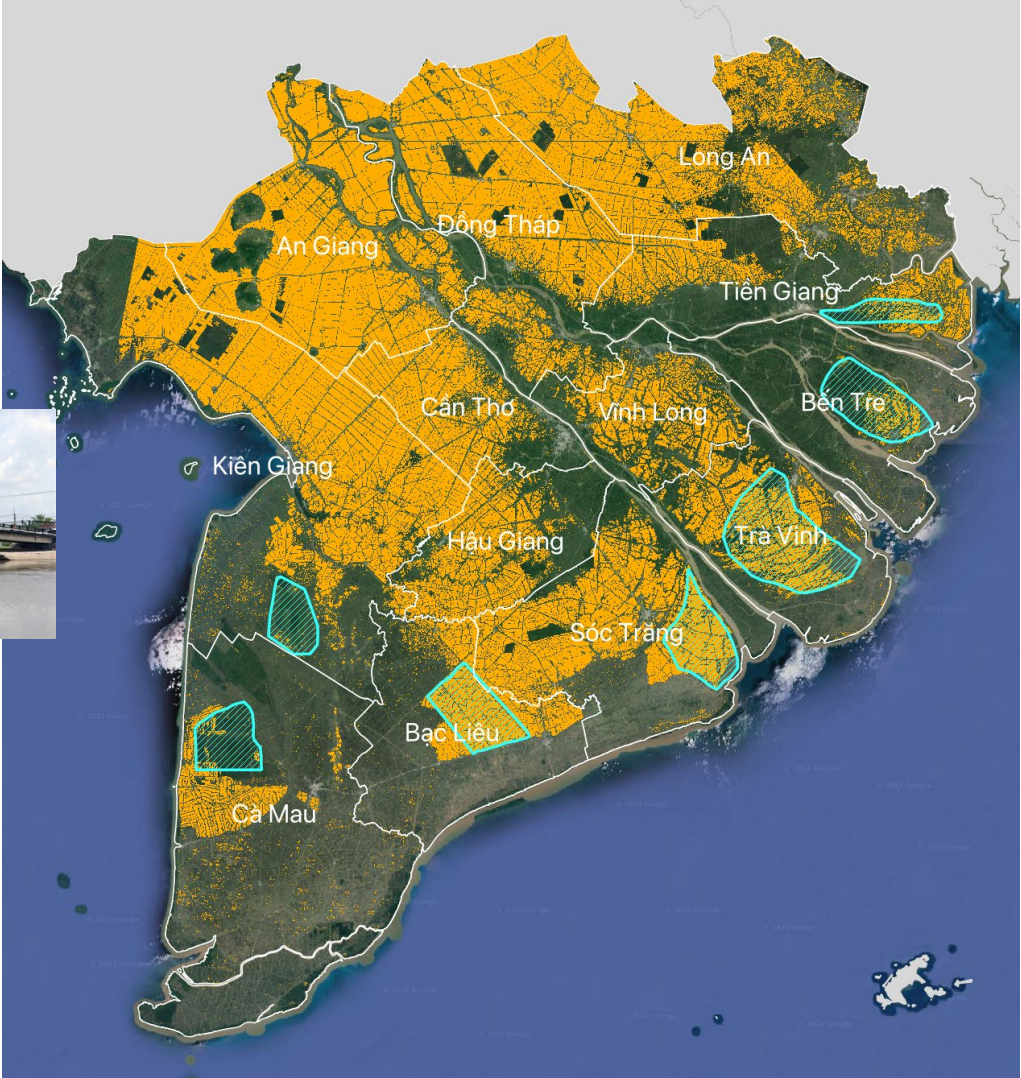 Long An
Đồng Tháp
An Giang
Tiền Giang
Bến Tre
Cần Thơ
Vĩnh Long
Kiên Giang
Trà Vinh
Hậu Giang
Sóc Trăng
Bạc Liêu
Cà Mau